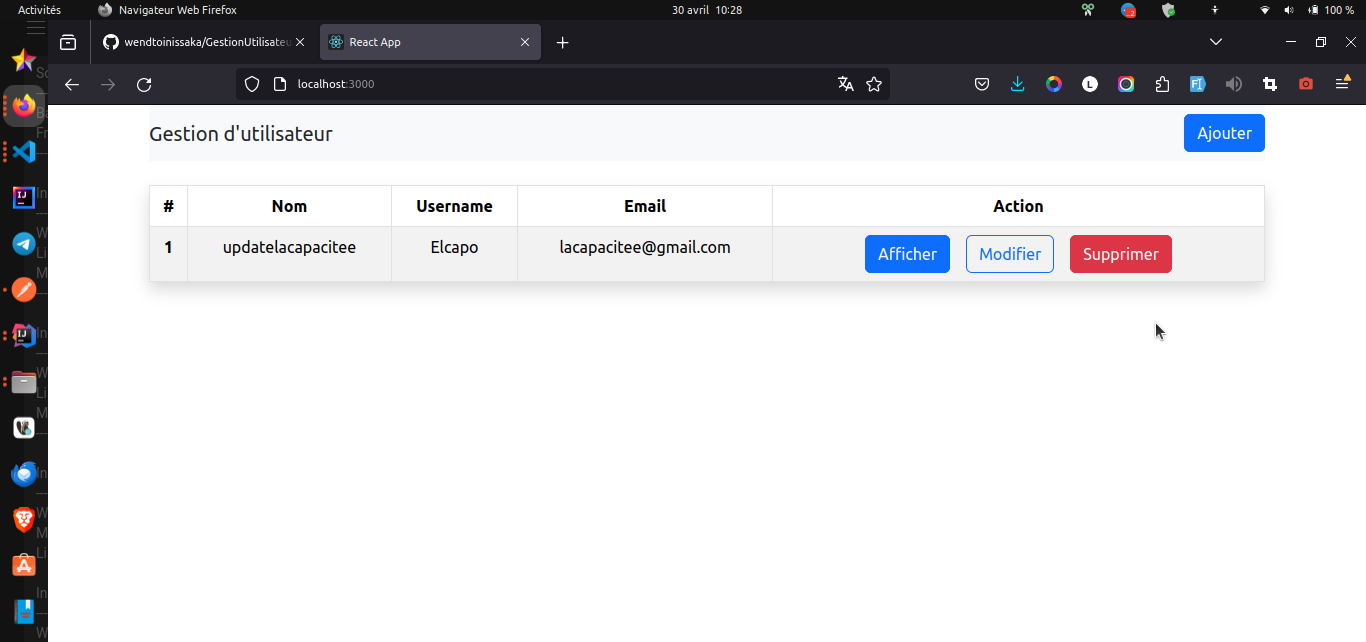 Activités Navigateur Web Firefox 30 avril 10:28 100 %
wendtoinissaka/GestionUtilisateu React App
localhost:3000
Gestion d'utilisateur Ajouter
# Nom Username Email Action
1 updatelacapacitee Elcapo lacapacitee@gmail.com Afficher Modifier Supprimer